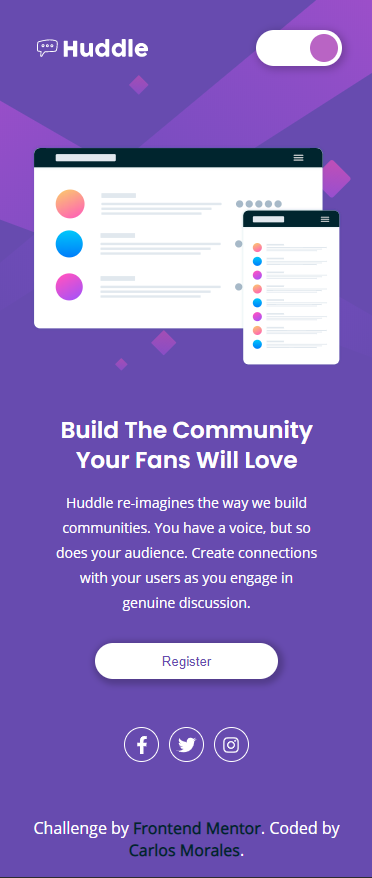 Huddle
Build The Community
Your Fans Will Love
Huddle re-imagines the way we build
communities. You have a voice, but so
does your audience. Create connections
with your users as you engage in
genuine discussion.
Register
Challenge by Frontend Mentor. Coded by
Carlos Morales.